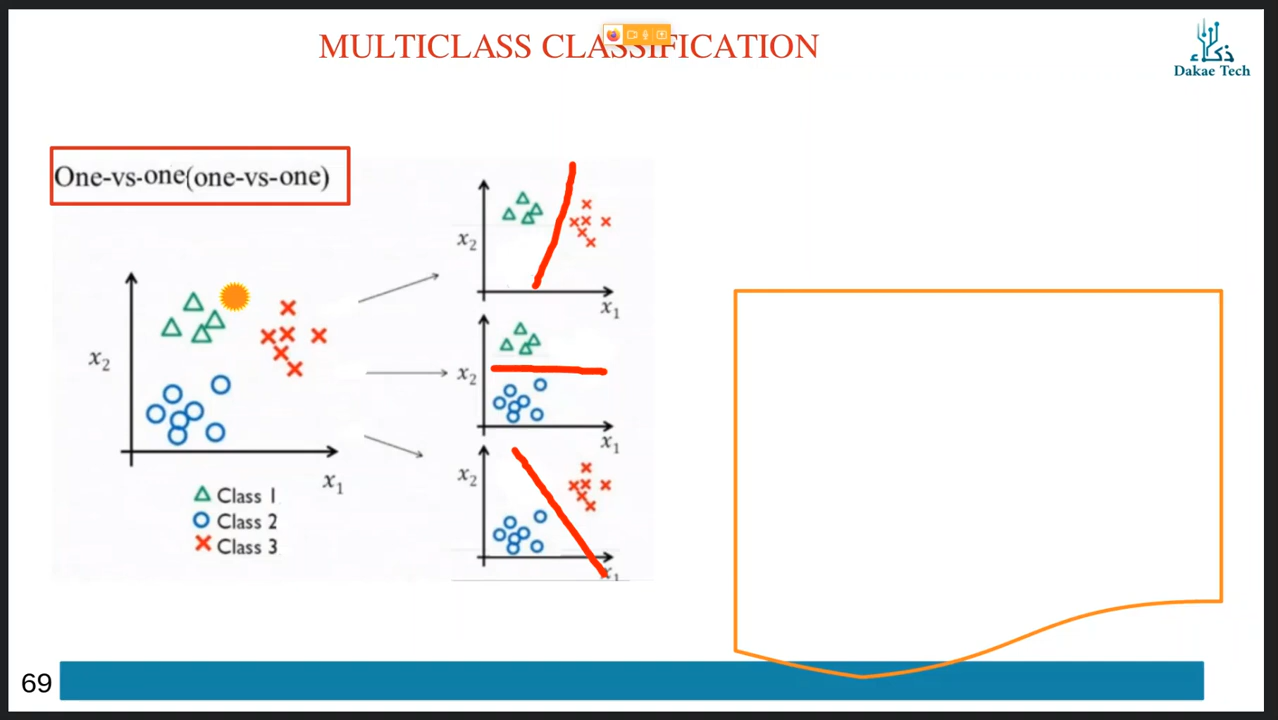 MULTICLASS CLASSIFICATION
ذكاء
Dakae Tech
One-vs-one(one-vs-one)
x₂
x₁
Class 1
Class 2
Class 3
x₂
x₁
x₂
x₁
x₂
x₁
69